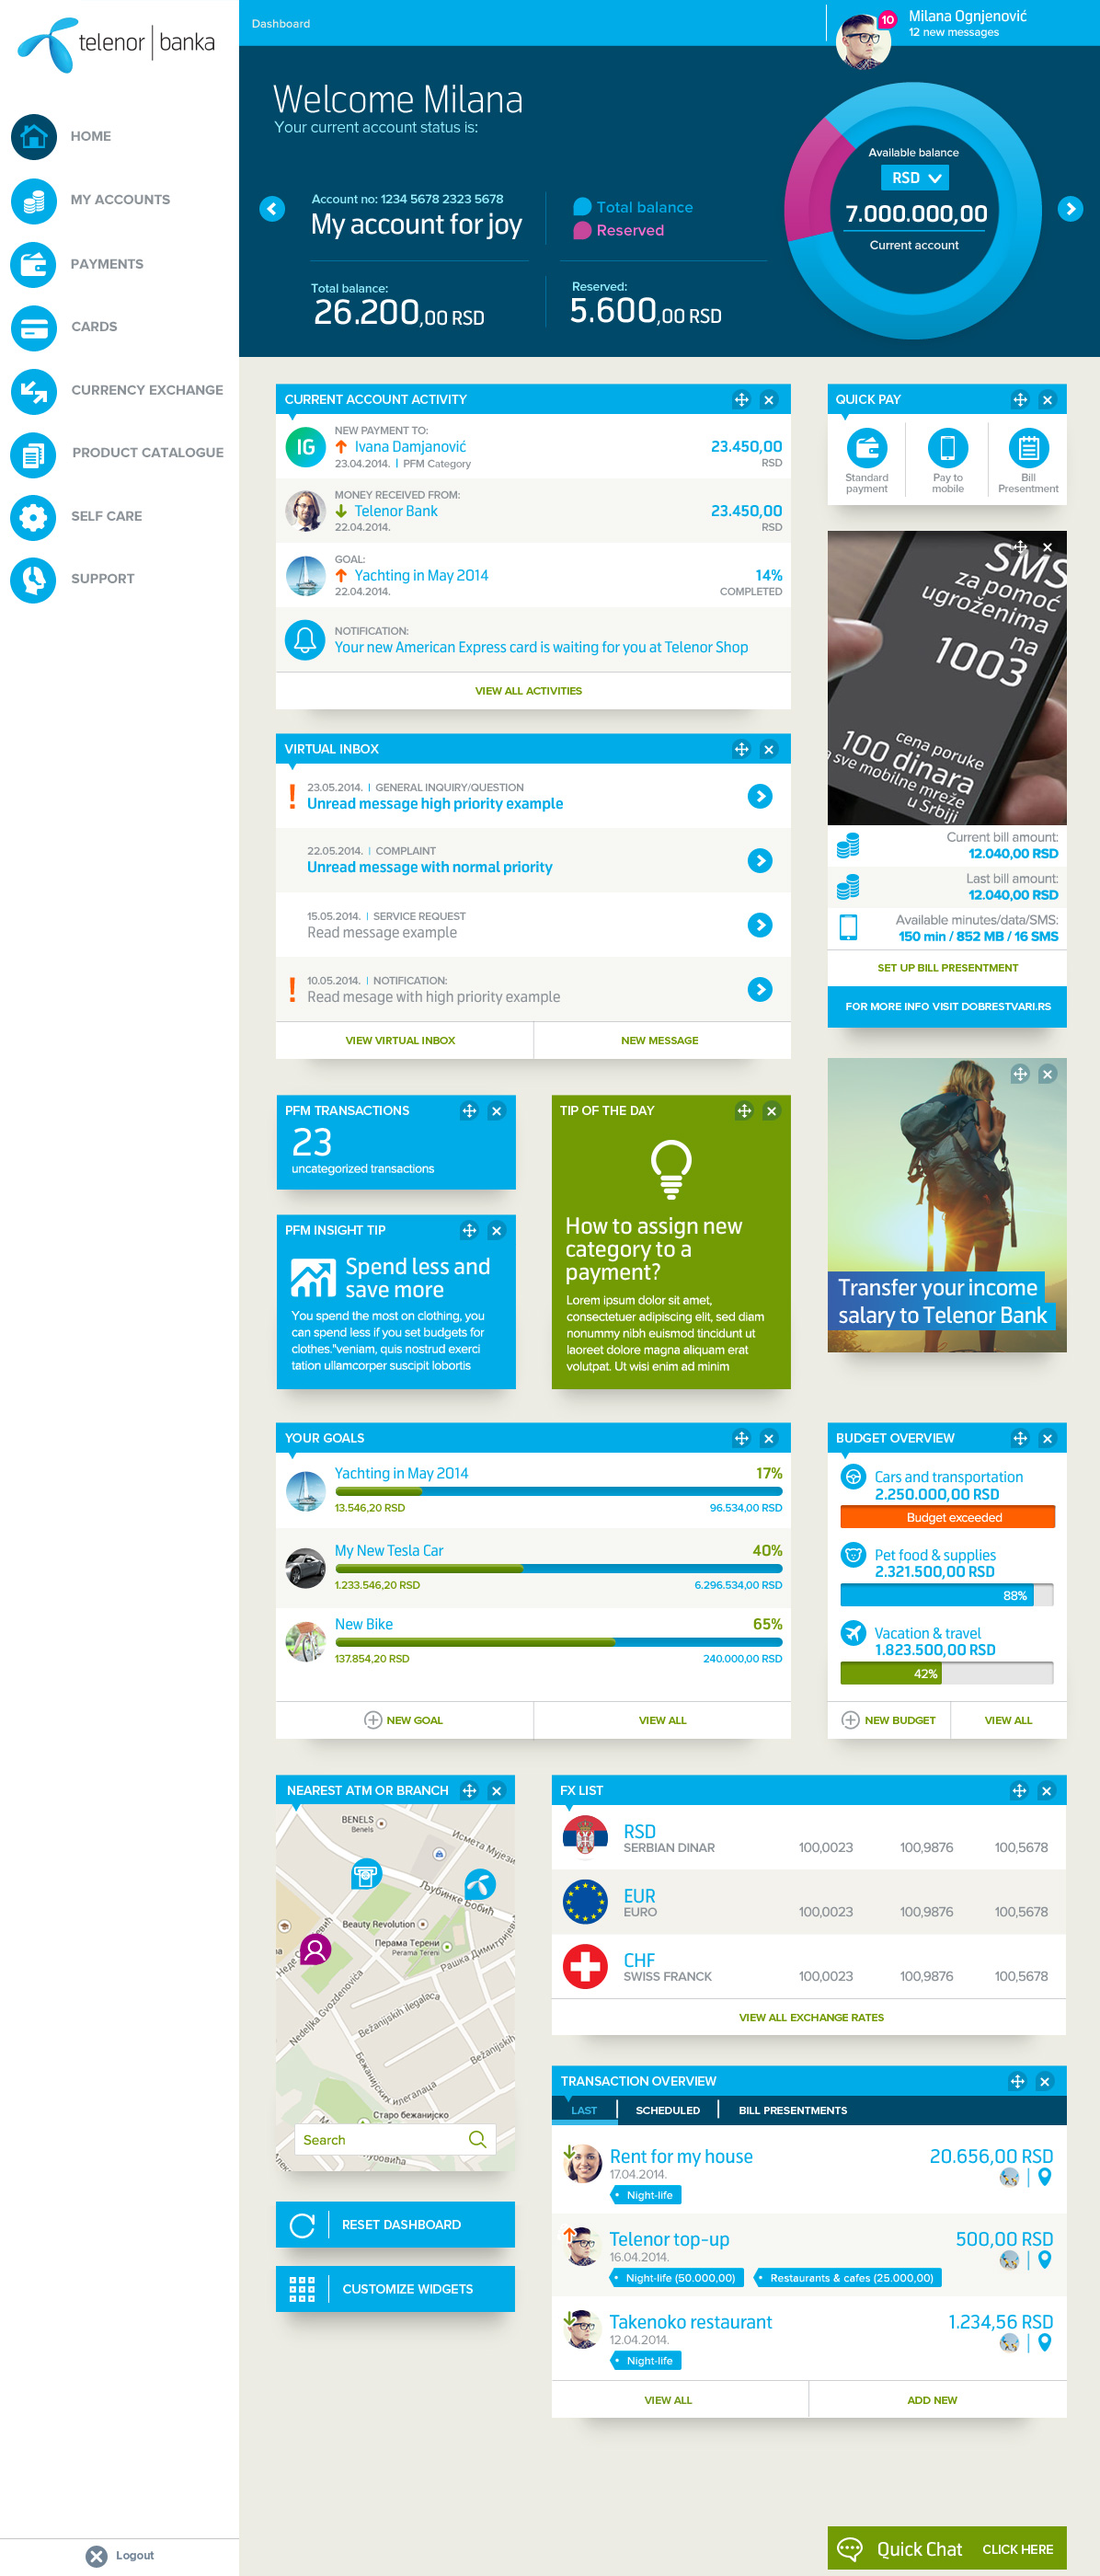 telenor | banka
HOME
MY ACCOUNTS
PAYMENTS
CARDS
CURRENCY EXCHANGE
PRODUCT CATALOGUE
SELF CARE
SUPPORT
Logout
Dashboard
10
Milana Ognjenović
12 new messages
Welcome Milana
Your current account status is:
Account no: 1234 5678 2323 5678
My account for joy
Total balance
Reserved
Total balance:
26.200,00 RSD
Reserved:
5.600,00 RSD
Available balance
RSD
7.000.000,00
Current account
CURRENT ACCOUNT ACTIVITY
IG
NEW PAYMENT TO:
Ivana Damjanović
23.04.2014. | PFM Category
23.450,00
RSD
MONEY RECEIVED FROM:
Telenor Bank
22.04.2014.
23.450,00
RSD
GOAL:
Yachting in May 2014
22.04.2014.
14%
COMPLETED
NOTIFICATION:
Your new American Express card is waiting for you at Telenor Shop
VIEW ALL ACTIVITIES
QUICK PAY
Standard payment
Pay to mobile
Bill Presentment
SMS
za pomoć
ugroženima
na
1003
cena poruke
100 dinara
a sve mobilne mreže
u Srbiji
Current bill amount:
12.040,00 RSD
Last bill amount:
12.040,00 RSD
Available minutes/data/SMS:
150 min / 852 MB / 16 SMS
SET UP BILL PRESENTMENT
FOR MORE INFO VISIT DOBRESTVARI.RS
VIRTUAL INBOX
23.05.2014. | GENERAL INQUIRY/QUESTION
Unread message high priority example
22.05.2014. | COMPLAINT
Unread message with normal priority
15.05.2014. | SERVICE REQUEST
Read message example
10.05.2014. | NOTIFICATION:
Read mesage with high priority example
VIEW VIRTUAL INBOX
NEW MESSAGE
PFM TRANSACTIONS
23
uncategorized transactions
PFM INSIGHT TIP
Spend less and
save more
You spend the most on clothing, you
can spend less if you set budgets for
clothes."veniam, quis nostrud exerci
tation ullamcorper suscipit lobortis
TIP OF THE DAY
How to assign new
category to a
payment?
Lorem ipsum dolor sit amet,
consectetuer adipiscing elit, sed diam
nonummy nibh euismod tincidunt ut
laoreet dolore magna aliquam erat
volutpat. Ut wisi enim ad minim
Transfer your income
salary to Telenor Bank
YOUR GOALS
Yachting in May 2014
17%
13.546,20 RSD
96.534,00 RSD
My New Tesla Car
40%
1.233.546,20 RSD
6.296.534,00 RSD
New Bike
65%
137.854,20 RSD
240.000,00 RSD
NEW GOAL
VIEW ALL
BUDGET OVERVIEW
Cars and transportation
2.250.000,00 RSD
Budget exceeded
Pet food & supplies
2.321.500,00 RSD
88%
Vacation & travel
1.823.500,00 RSD
42%
NEW BUDGET
VIEW ALL
NEAREST ATM OR BRANCH
BENELS
Benels
Исмета Мујези
Љубинке Бобић
Beauty Revolution
Перама Терени
Perama Tereni
Рашка Димитрије
Nedeljka Gvozdenovića
Bežanijskih
Бежанијских илегалаца
Старо бежанијско
Search
RESET DASHBOARD
CUSTOMIZE WIDGETS
FX LIST
RSD
SERBIAN DINAR
100,0023
100,9876
100,5678
EUR
EURO
100,0023
100,9876
100,5678
CHF
SWISS FRANCK
100,0023
100,9876
100,5678
VIEW ALL EXCHANGE RATES
TRANSACTION OVERVIEW
LAST
SCHEDULED
BILL PRESENTMENTS
Rent for my house
20.656,00 RSD
17.04.2014.
Night-life
Telenor top-up
500,00 RSD
16.04.2014.
Night-life (50.000,00)
Restaurants & cafes (25.000,00)
Takenoko restaurant
1.234,56 RSD
12.04.2014.
Night-life
VIEW ALL
ADD NEW
Quick Chat
CLICK HERE